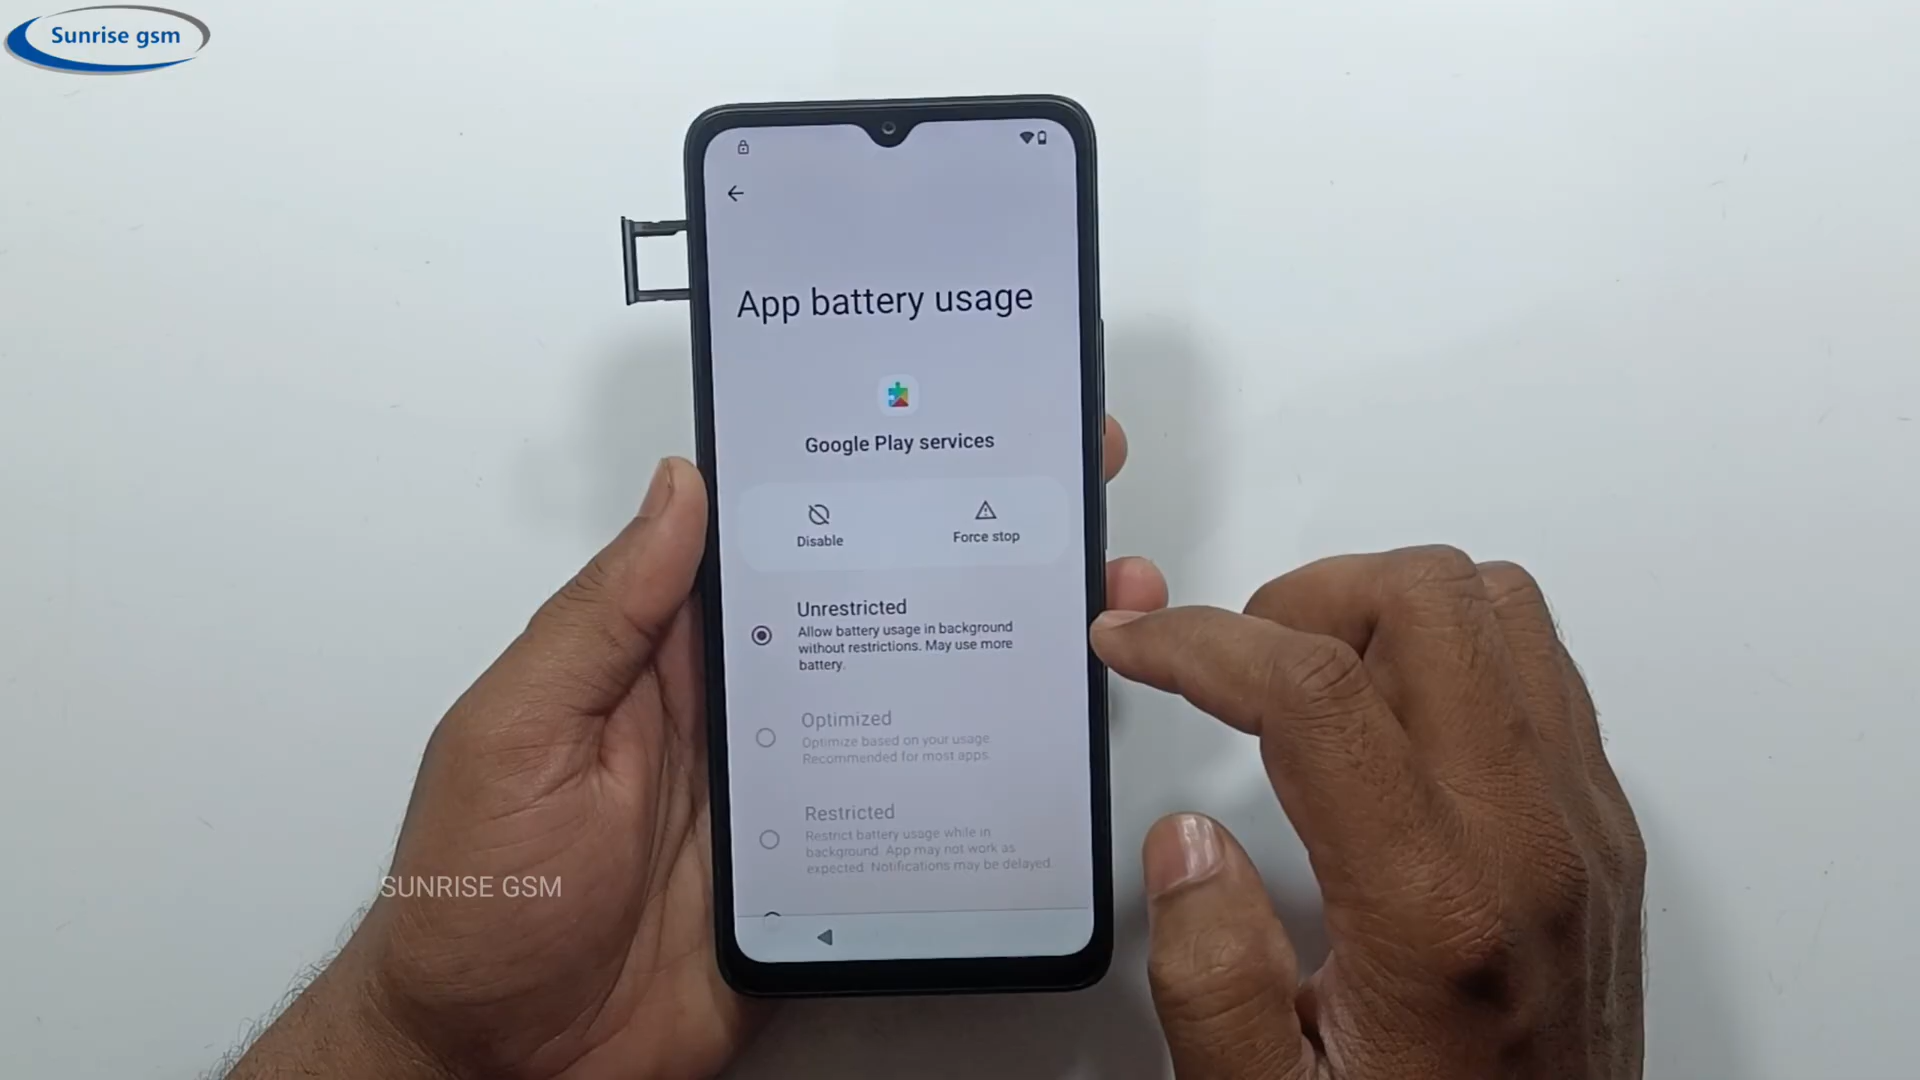 Sunrise gsm
App battery usage
Google Play services
Disable
Force stop
Unrestricted
Allow battery usage in background
without restrictions. May use more
battery.
Optimized
Optimize based on your usage.
Recommended for most apps.
Restricted
Restrict battery usage while in
background. App may not work as
expected. Notifications may be delayed
SUNRISE GSM